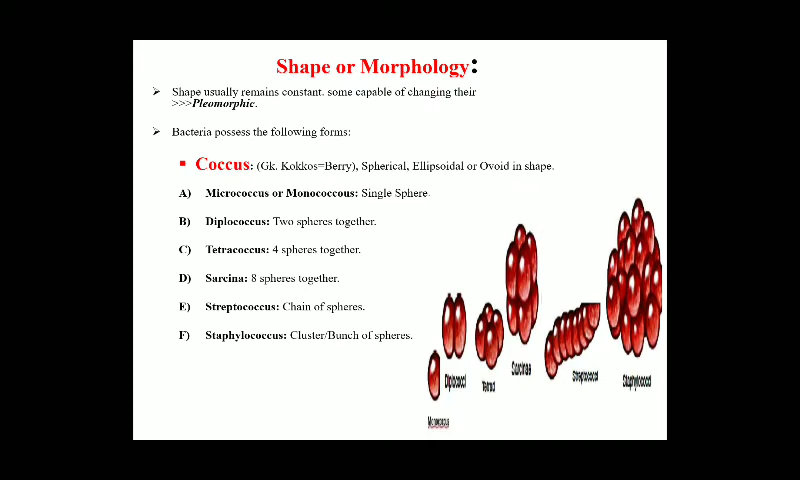 Shape or Morphology:
➢ Shape usually remains constant. some capable of changing their
>>>Pleomorphic.
➢ Bacteria possess the following forms:
▪ Coccus: (Gk. Kokkos=Berry), Spherical, Ellipsoidal or Ovoid in shape.
A) Micrococcus or Monococcous: Single Sphere
B) Diplococcus: Two spheres together.
C) Tetracoccus: 4 spheres together.
D) Sarcina: 8 spheres together.
E) Streptococcus: Chain of spheres.
F) Staphylococcus: Cluster/Bunch of spheres.
Sarcinae
Diplococci
Tetrad
Streptococci
Staphylococci